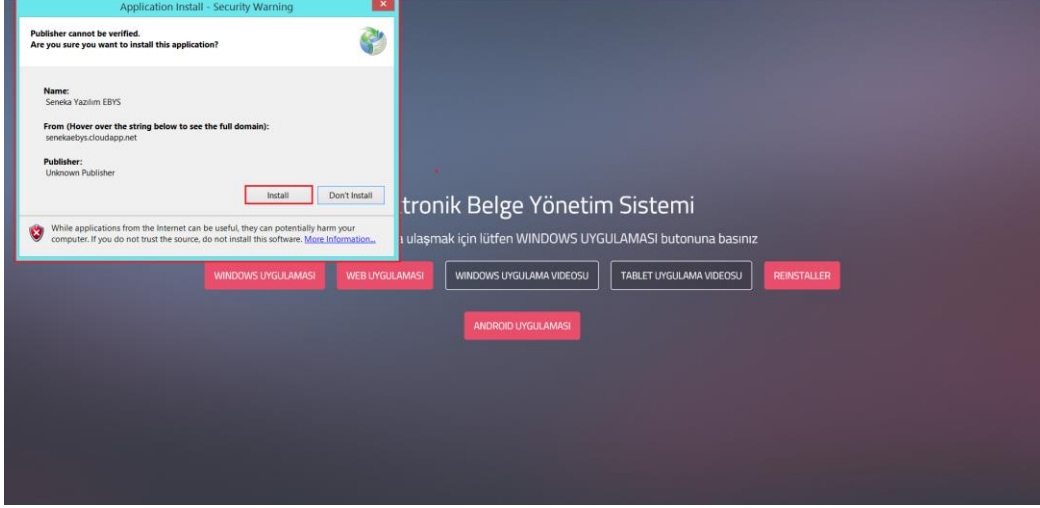 Application Install - Security Warning
Publisher cannot be verified.
Are you sure you want to install this application?
Name:
Seneka Yazılım EBYS
From (Hover over the string below to see the full domain):
senekaebys.cloudapp.net
Publisher:
Unknown Publisher
Install Don't Install
While applications from the Internet can be useful, they can potentially harm your
computer. If you do not trust the source, do not install this software. More Information...
tronik Belge Yönetim Sistemi
ulaşmak için lütfen WINDOWS UYGULAMASI butonuna basınız
WINDOWS UYGULAMASI WEB UYGULAMASI WINDOWS UYGULAMA VIDEOSU TABLET UYGULAMA VIDEOSU REINSTALLER
ANDROID UYGULAMASI